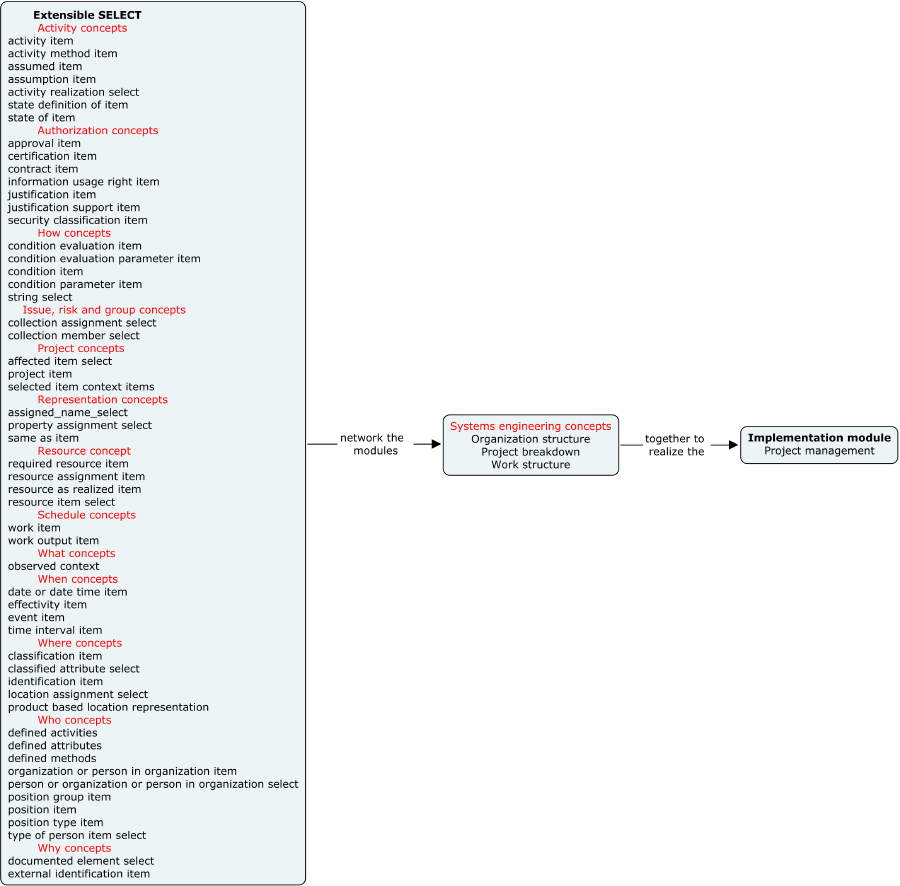 Extensible SELECT
Activity concepts
activity item
activity method item
assumed item
assumption item
activity realization select
state definition of item
state of item
Authorization concepts
approval item
certification item
contract item
information usage right item
justification item
justification support item
security classification item
How concepts
condition evaluation item
condition evaluation parameter item
condition item
condition parameter item
string select
Issue, risk and group concepts
collection assignment select
collection member select
Project concepts
affected item select
project item
selected item context items
Representation concepts
assigned_name_select
property assignment select
same as item
Resource concept
required resource item
resource assignment item
resource as realized item
resource item select
Schedule concepts
work item
work output item
What concepts
observed context
When concepts
date or date time item
effectivity item
event item
time interval item
Where concepts
classification item
classified attribute select
identification item
location assignment select
product based location representation
Who concepts
defined activities
defined attributes
defined methods
organization or person in organization item
person or organization or person in organization select
position group item
position item
position type item
type of person item select
Why concepts
documented element select
external identification item
network the
modules
Systems engineering concepts
Organization structure
Project breakdown
Work structure
together to
realize the
Implementation module
Project management